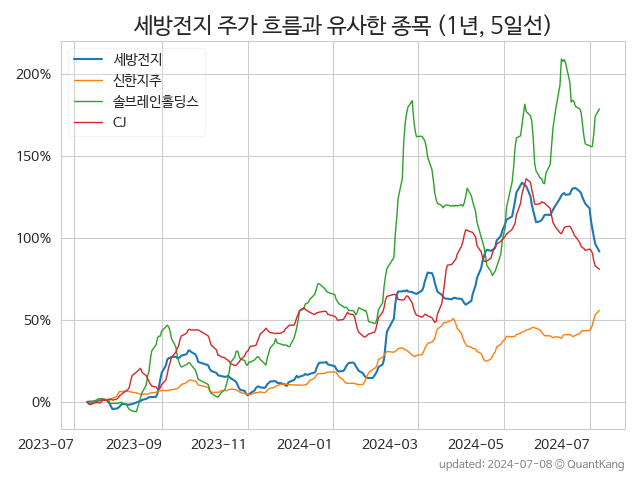 세방전지 주가 흐름과 유사한 종목 (1년, 5일선)
세방전지
신한지주
솔브레인홀딩스
CJ
200%
150%
100%
50%
0%
2023-07 2023-09 2023-11 2024-01 2024-03 2024-05 2024-07
updated: 2024-07-08 © QuantKang